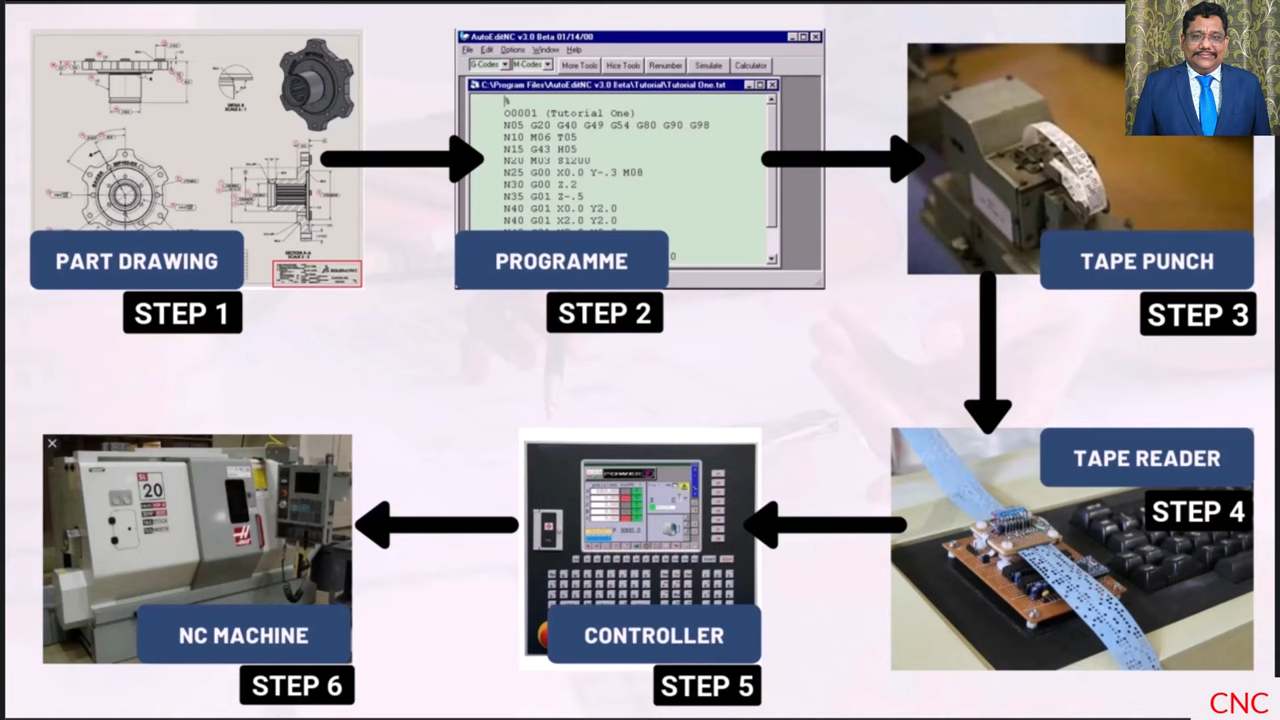 PART DRAWING
STEP 1
AutoEditNC v3.0 Beta 01/14/00
File Edit Options Window Help
G-Codes M-Codes More Tools Hice Tools Renumber Simulate Calculator
C:\Program Files\AutoEditNC v3.0 Beta\Tutorial\Tutorial One.txt
%
O0001 (Tutorial One)
N05 G20 G40 G49 G54 G80 G90 G98
N10 M06 T05
N15 G43 H05
N20 M03 S1200
N25 G00 X0.0 Y-.3 M08
N30 G00 Z.2
N35 G01 Z-.5
N40 G01 X0.0 Y2.0
N40 G01 X2.0 Y2.0
PROGRAMME
STEP 2
TAPE PUNCH
STEP 3
TAPE READER
STEP 4
POWER
CONTROLLER
STEP 5
SL
20
NC MACHINE
STEP 6
CNC